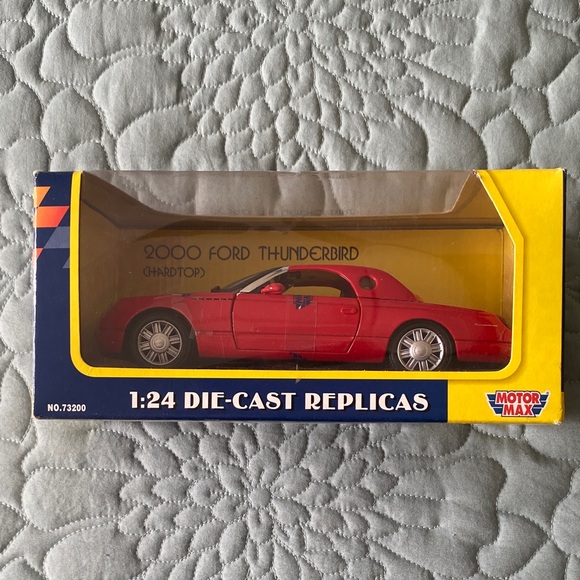 2000 FORD THUNDERBIRD
(HARDTOP)
NO.73200
1:24 DIE-CAST REPLICAS
MOTOR
MAX